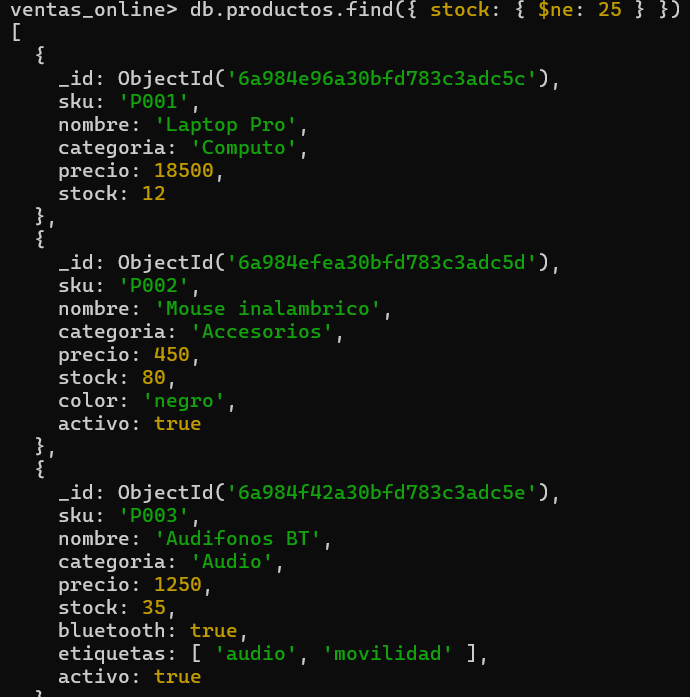 ventas_online> db.productos.find({ stock: { $ne: 25 } })
[
  {
    _id: ObjectId('6a984e96a30bfd783c3adc5c'),
    sku: 'P001',
    nombre: 'Laptop Pro',
    categoria: 'Computo',
    precio: 18500,
    stock: 12
  },
  {
    _id: ObjectId('6a984efea30bfd783c3adc5d'),
    sku: 'P002',
    nombre: 'Mouse inalambrico',
    categoria: 'Accesorios',
    precio: 450,
    stock: 80,
    color: 'negro',
    activo: true
  },
  {
    _id: ObjectId('6a984f42a30bfd783c3adc5e'),
    sku: 'P003',
    nombre: 'Audifonos BT',
    categoria: 'Audio',
    precio: 1250,
    stock: 35,
    bluetooth: true,
    etiquetas: [ 'audio', 'movilidad' ],
    activo: true